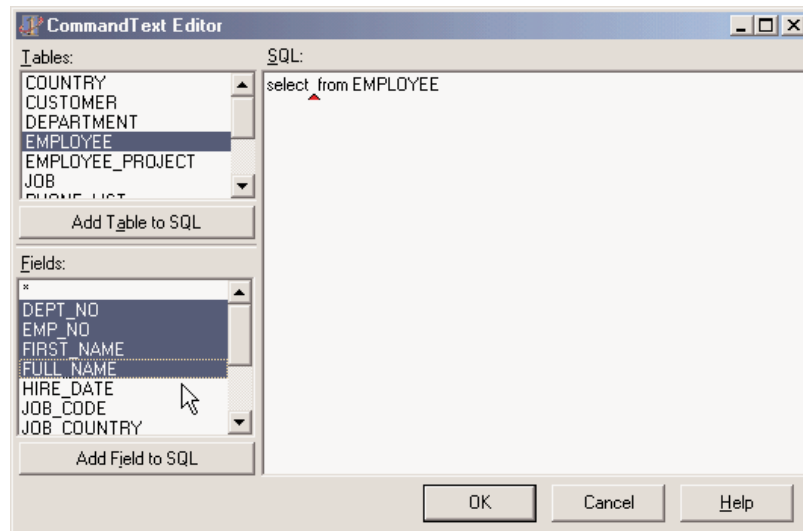 CommandText Editor
Tables:
COUNTRY
CUSTOMER
DEPARTMENT
EMPLOYEE
EMPLOYEE_PROJECT
JOB
PHONE_LIST
Add Table to SQL
Fields:
*
DEPT_NO
EMP_NO
FIRST_NAME
FULL_NAME
HIRE_DATE
JOB_CODE
JOB_COUNTRY
Add Field to SQL
SQL:
select from EMPLOYEE
OK
Cancel
Help